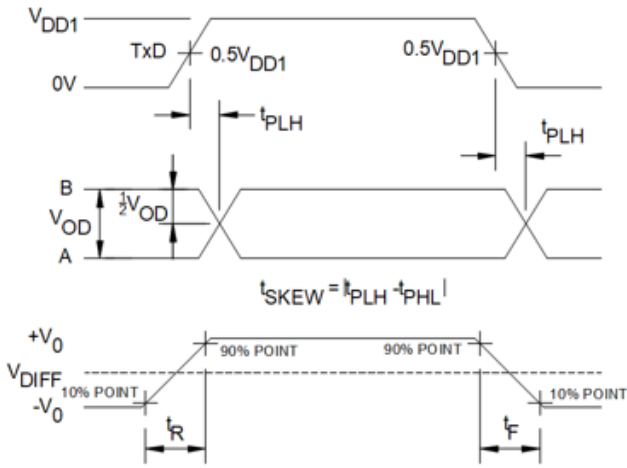 VDD1
TxD
0.5VDD1
0.5VDD1
0V
tPLH
tPLH
B
½VOD
VOD
A
tSKEW = |tPLH -tPHL|
+V0
90% POINT
90% POINT
VDIFF
10% POINT
10% POINT
-V0
tR
tF